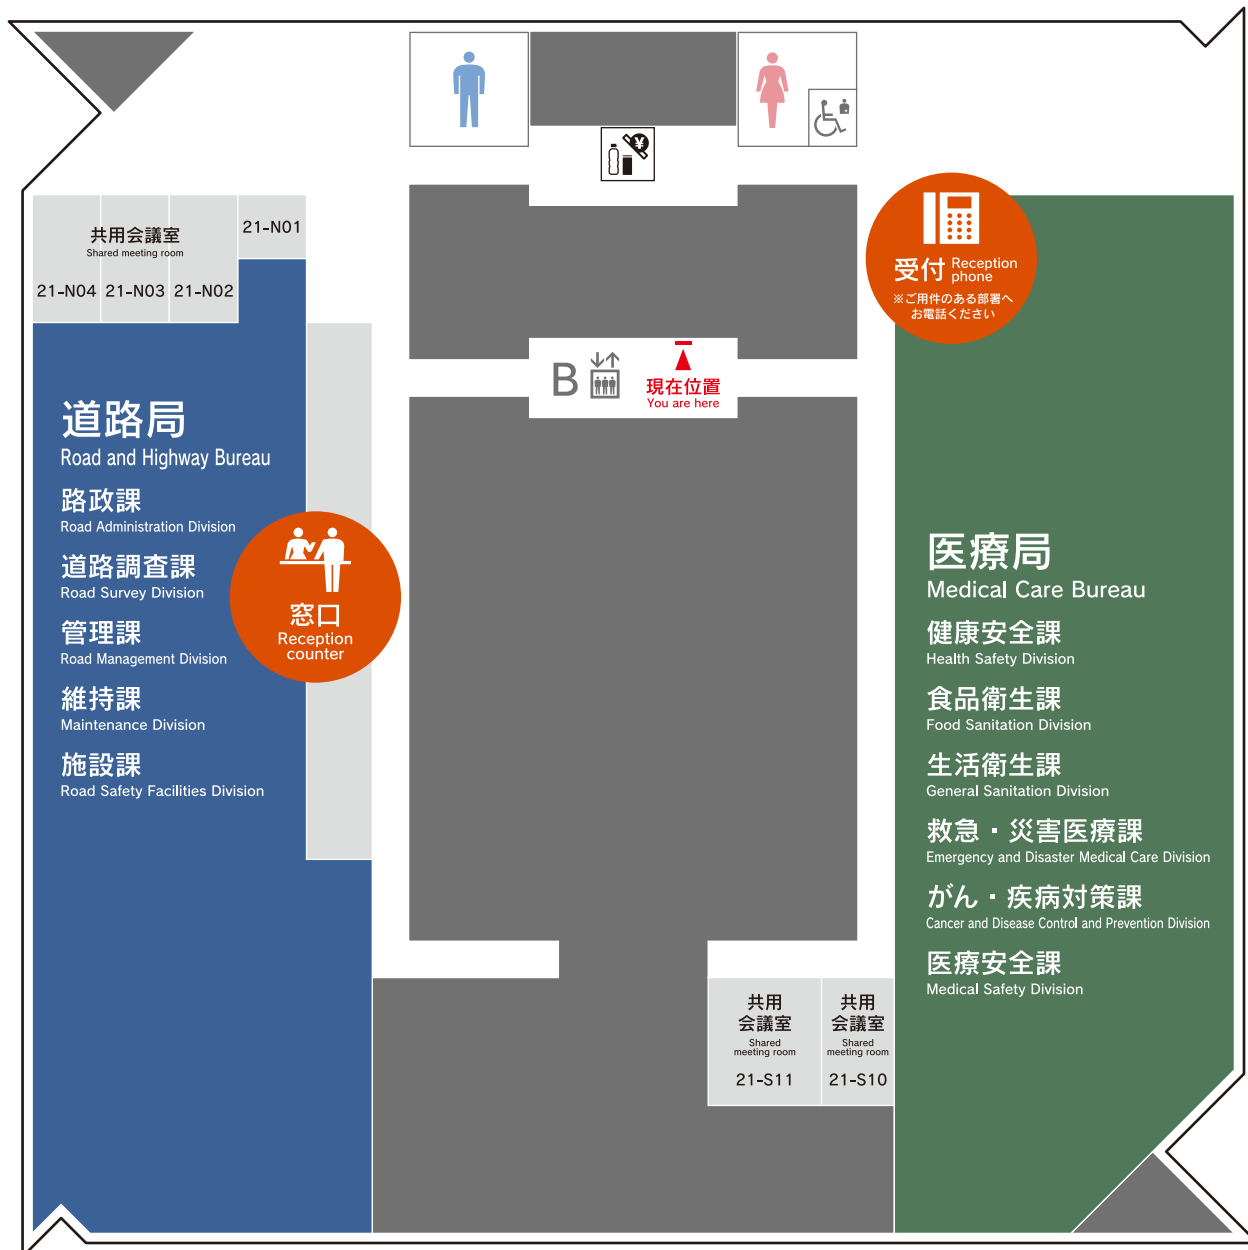 ¥
共用会議室
Shared meeting room
21-N04
21-N03
21-N02
21-N01
受付 Reception phone
※ご用件のある部署へ
お電話ください
B
現在位置
You are here
道路局
Road and Highway Bureau
路政課
Road Administration Division
道路調査課
Road Survey Division
管理課
Road Management Division
維持課
Maintenance Division
施設課
Road Safety Facilities Division
窓口
Reception
counter
医療局
Medical Care Bureau
健康安全課
Health Safety Division
食品衛生課
Food Sanitation Division
生活衛生課
General Sanitation Division
救急・災害医療課
Emergency and Disaster Medical Care Division
がん・疾病対策課
Cancer and Disease Control and Prevention Division
医療安全課
Medical Safety Division
共用
会議室
Shared
meeting room
21-S11
共用
会議室
Shared
meeting room
21-S10